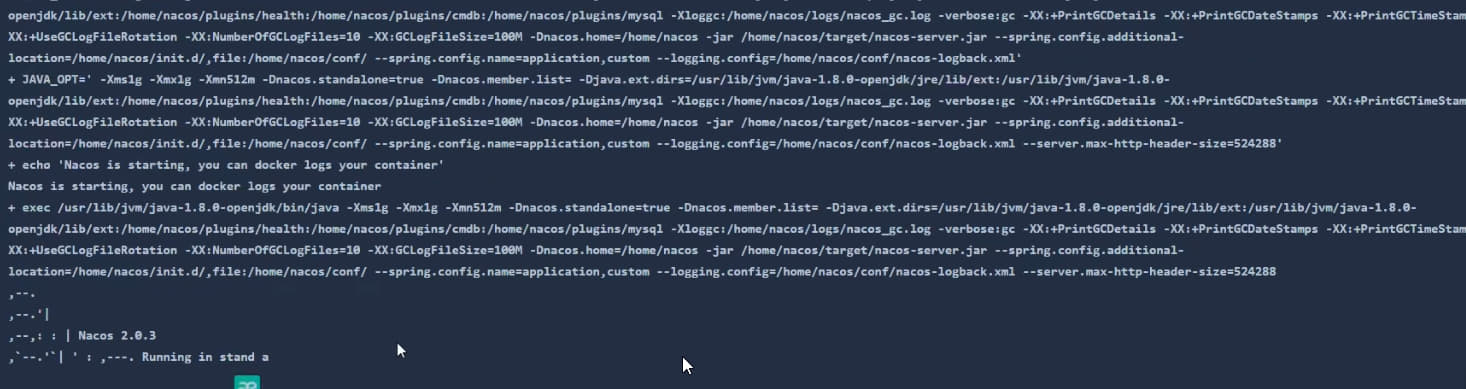 openjdk/lib/ext:/home/nacos/plugins/health:/home/nacos/plugins/cmdb:/home/nacos/plugins/mysql -Xloggc:/home/nacos/logs/nacos_gc.log -verbose:gc -XX:+PrintGCDetails -XX:+PrintGCDateStamps -XX:+PrintGCTimeStam
XX:+UseGCLogFileRotation -XX:NumberOfGCLogFiles=10 -XX:GCLogFileSize=100M -Dnacos.home=/home/nacos -jar /home/nacos/target/nacos-server.jar --spring.config.additional-
location=/home/nacos/init.d/,file:/home/nacos/conf/ --spring.config.name=application,custom --logging.config=/home/nacos/conf/nacos-logback.xml'
+ JAVA_OPT=' -Xms1g -Xmx1g -Xmn512m -Dnacos.standalone=true -Dnacos.member.list= -Djava.ext.dirs=/usr/lib/jvm/java-1.8.0-openjdk/jre/lib/ext:/usr/lib/jvm/java-1.8.0-
openjdk/lib/ext:/home/nacos/plugins/health:/home/nacos/plugins/cmdb:/home/nacos/plugins/mysql -Xloggc:/home/nacos/logs/nacos_gc.log -verbose:gc -XX:+PrintGCDetails -XX:+PrintGCDateStamps -XX:+PrintGCTimeStam
XX:+UseGCLogFileRotation -XX:NumberOfGCLogFiles=10 -XX:GCLogFileSize=100M -Dnacos.home=/home/nacos -jar /home/nacos/target/nacos-server.jar --spring.config.additional-
location=/home/nacos/init.d/,file:/home/nacos/conf/ --spring.config.name=application,custom --logging.config=/home/nacos/conf/nacos-logback.xml --server.max-http-header-size=524288'
+ echo 'Nacos is starting, you can docker logs your container'
Nacos is starting, you can docker logs your container
+ exec /usr/lib/jvm/java-1.8.0-openjdk/bin/java -Xms1g -Xmx1g -Xmn512m -Dnacos.standalone=true -Dnacos.member.list= -Djava.ext.dirs=/usr/lib/jvm/java-1.8.0-openjdk/jre/lib/ext:/usr/lib/jvm/java-1.8.0-
openjdk/lib/ext:/home/nacos/plugins/health:/home/nacos/plugins/cmdb:/home/nacos/plugins/mysql -Xloggc:/home/nacos/logs/nacos_gc.log -verbose:gc -XX:+PrintGCDetails -XX:+PrintGCDateStamps -XX:+PrintGCTimeStam
XX:+UseGCLogFileRotation -XX:NumberOfGCLogFiles=10 -XX:GCLogFileSize=100M -Dnacos.home=/home/nacos -jar /home/nacos/target/nacos-server.jar --spring.config.additional-
location=/home/nacos/init.d/,file:/home/nacos/conf/ --spring.config.name=application,custom --logging.config=/home/nacos/conf/nacos-logback.xml --server.max-http-header-size=524288
,--.
,--.'|
,--,: : | Nacos 2.0.3
,`--.'`| ' : ,---. Running in stand a